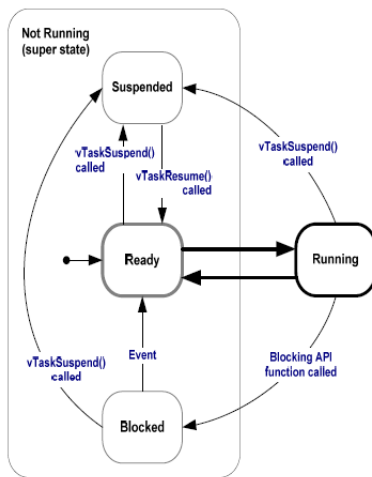 Not Running
(super state)
Suspended
vTaskSuspend()
called
vTaskResume()
called
vTaskSuspend()
called
Ready
Running
Event
vTaskSuspend()
called
Blocking API
function called
Blocked